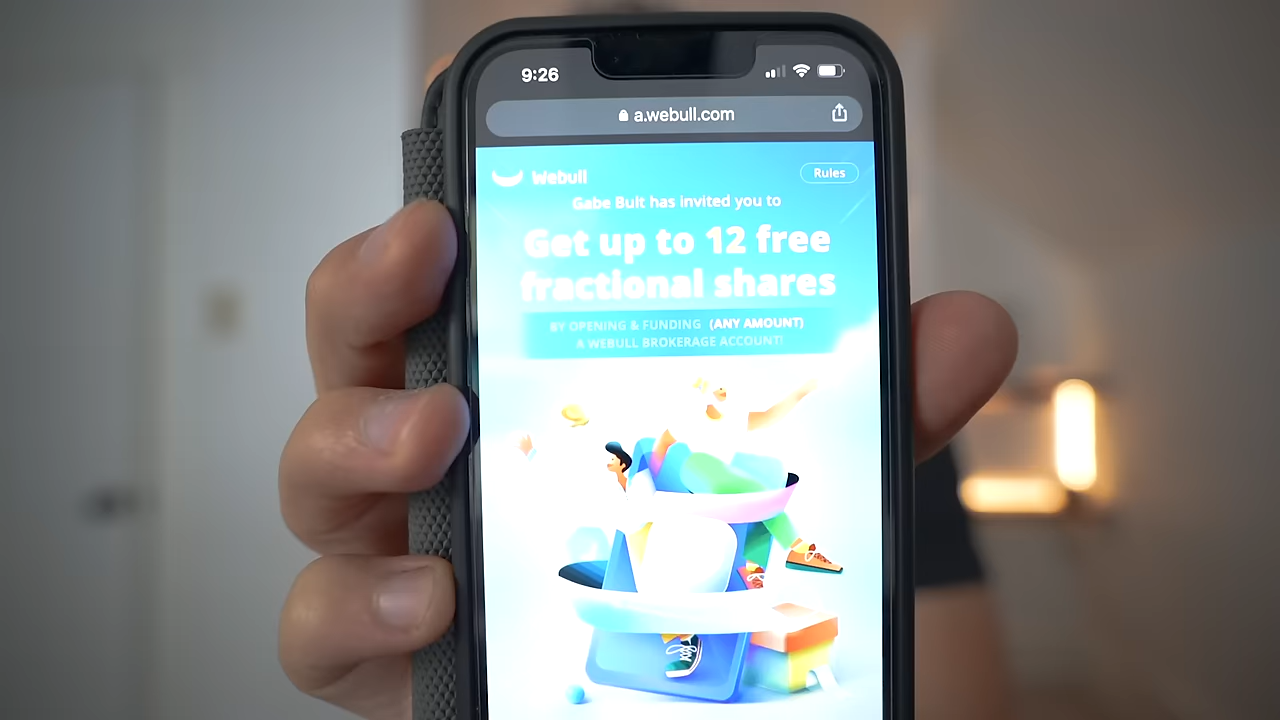 9:26
a.webull.com
Webull
Rules
Gabe Bult has invited you to
Get up to 12 free
fractional shares
BY OPENING & FUNDING (ANY AMOUNT)
A WEBULL BROKERAGE ACCOUNT!